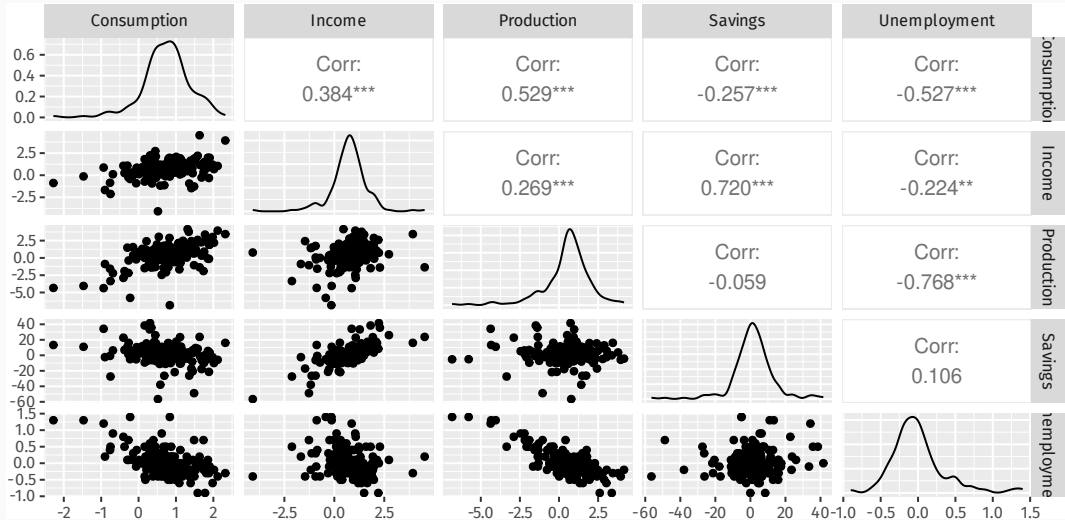 Consumption Income Production Savings Unemployment
0.6
0.4
0.2
0.0
Corr:
0.384***
Corr:
0.529***
Corr:
-0.257***
Corr:
-0.527***
onsumption
2.5
0.0
-2.5
Corr:
0.269***
Corr:
0.720***
Corr:
-0.224**
Income
2.5
0.0
-2.5
-5.0
Corr:
-0.059
Corr:
-0.768***
Production
40
20
0
-20
-40
-60
Corr:
0.106
Savings
1.5
1.0
0.5
0.0
-0.5
-1.0
nemployme
-2 -1 0 1 2 -2.5 0.0 2.5 -5.0 -2.5 0.0 2.5 -60 -40 -20 0 20 40 -1.0 -0.5 0.0 0.5 1.0 1.5